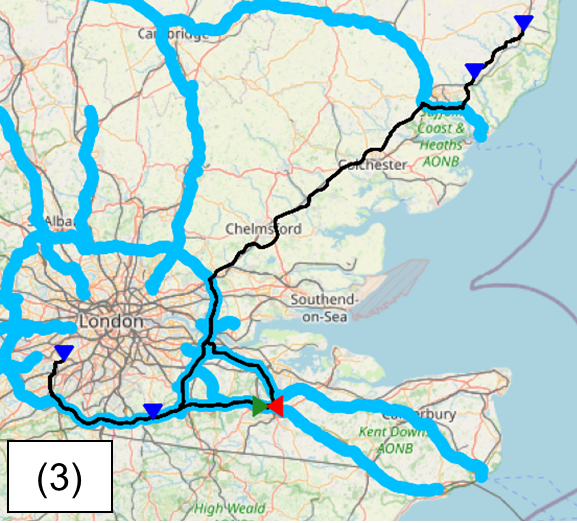 Cambridge
Suffolk
Coast &
Heaths
AONB
Colchester
Chelmsford
London
Southend-
on-Sea
Canterbury
Kent Downs
AONB
High Weald
(3)